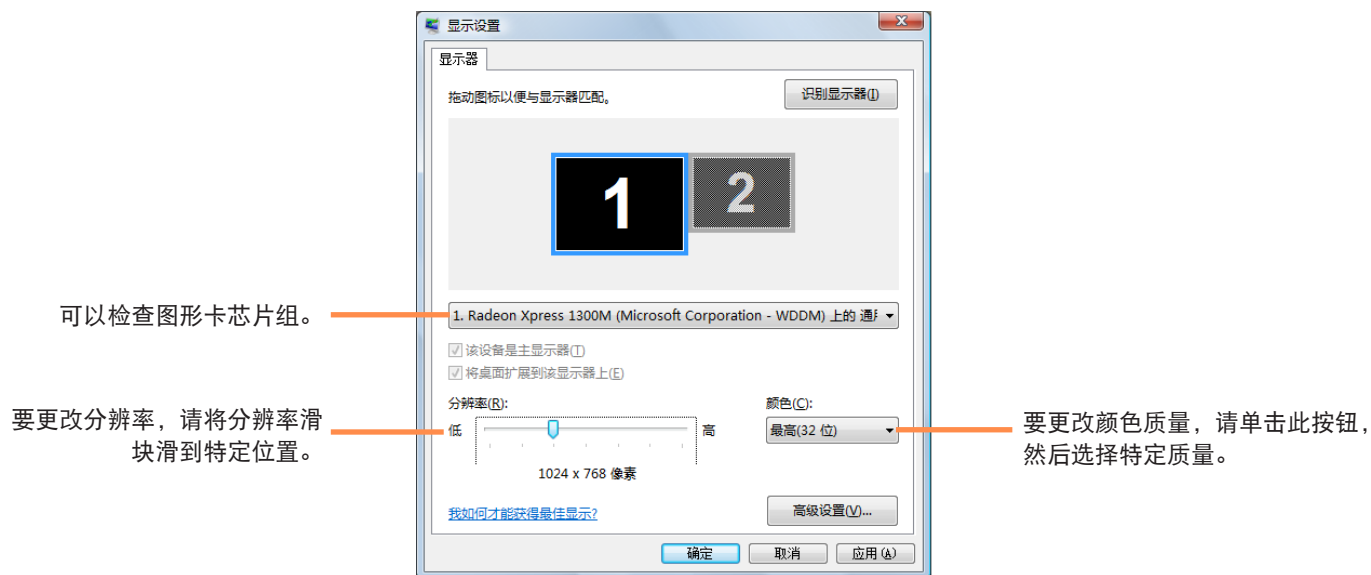 显示设置
显示器
拖动图标以便与显示器匹配。
识别显示器(I)
1
2
可以检查图形卡芯片组。
1. Radeon Xpress 1300M (Microsoft Corporation - WDDM) 上的 通
该设备是主显示器(T)
将桌面扩展到该显示器上(E)
分辨率(R):
颜色(C):
要更改分辨率，请将分辨率滑
块滑到特定位置。
低
高
最高(32 位)
要更改颜色质量，请单击此按钮，
然后选择特定质量。
1024 x 768 像素
我如何才能获得最佳显示?
高级设置(V)...
确定
取消
应用(A)